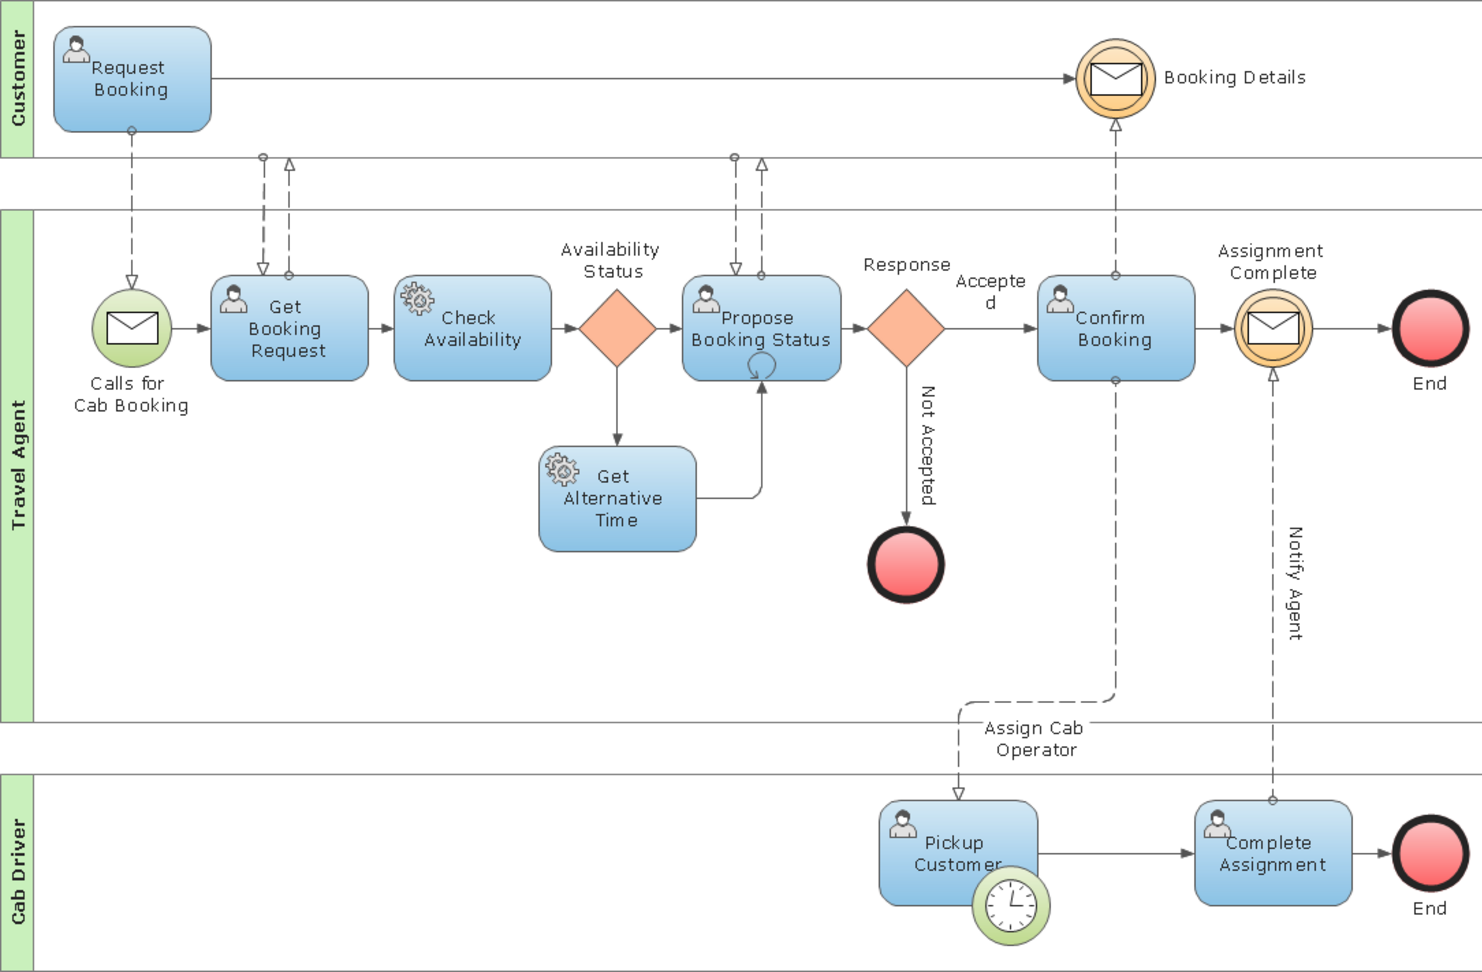 Customer
Request
Booking
Booking Details
Travel Agent
Calls for
Cab Booking
Get
Booking
Request
Check
Availability
Availability
Status
Get
Alternative
Time
Propose
Booking Status
Response
Accepte
d
Not Accepted
Confirm
Booking
Assignment
Complete
End
Notify Agent
Assign Cab
Operator
Cab Driver
Pickup
Customer
Complete
Assignment
End